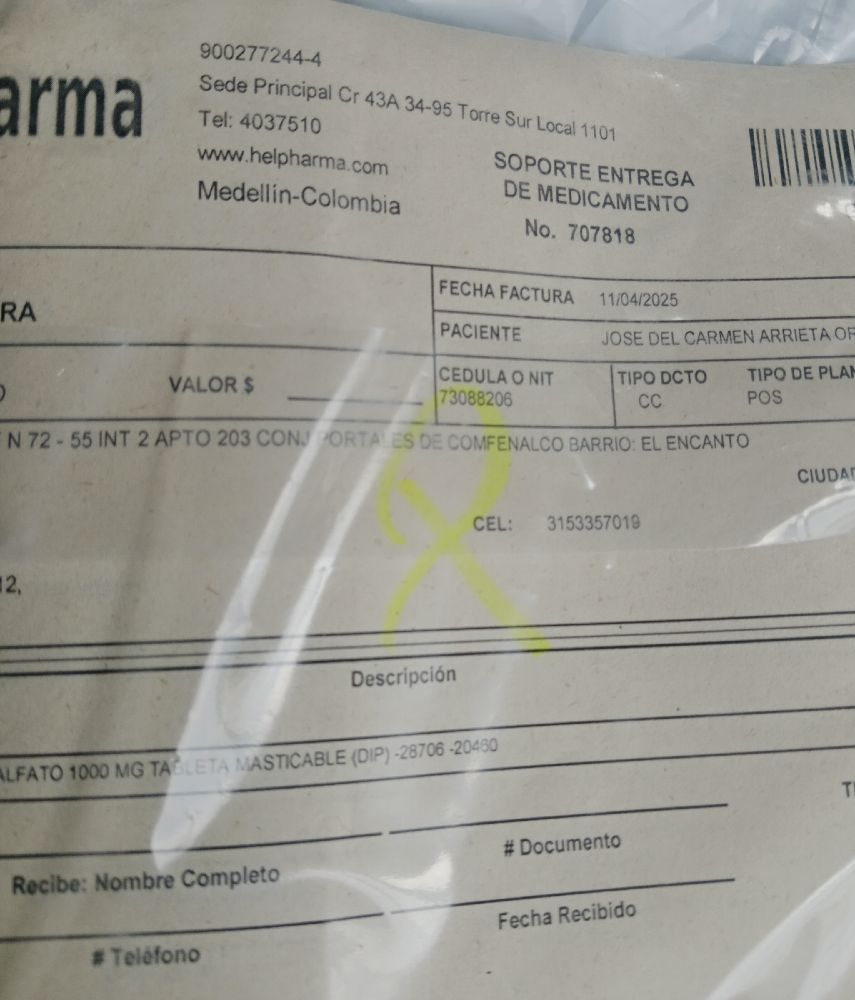 arma
900277244-4
Sede Principal Cr 43A 34-95 Torre Sur Local 1101
Tel: 4037510
www.helpharma.com
Medellín-Colombia
SOPORTE ENTREGA
DE MEDICAMENTO
No. 707818
RA
FECHA FACTURA 11/04/2025
PACIENTE JOSE DEL CARMEN ARRIETA OR
VALOR $
CEDULA O NIT TIPO DCTO TIPO DE PLAN
73088206 CC POS
N 72 - 55 INT 2 APTO 203 CONJ PORTALES DE COMFENALCO BARRIO: EL ENCANTO
CIUDAD
CEL: 3153357019
12,
Descripción
ALFATO 1000 MG TABLETA MASTICABLE (DIP) -28706 -20460
# Documento
Recibe: Nombre Completo
Fecha Recibido
# Teléfono